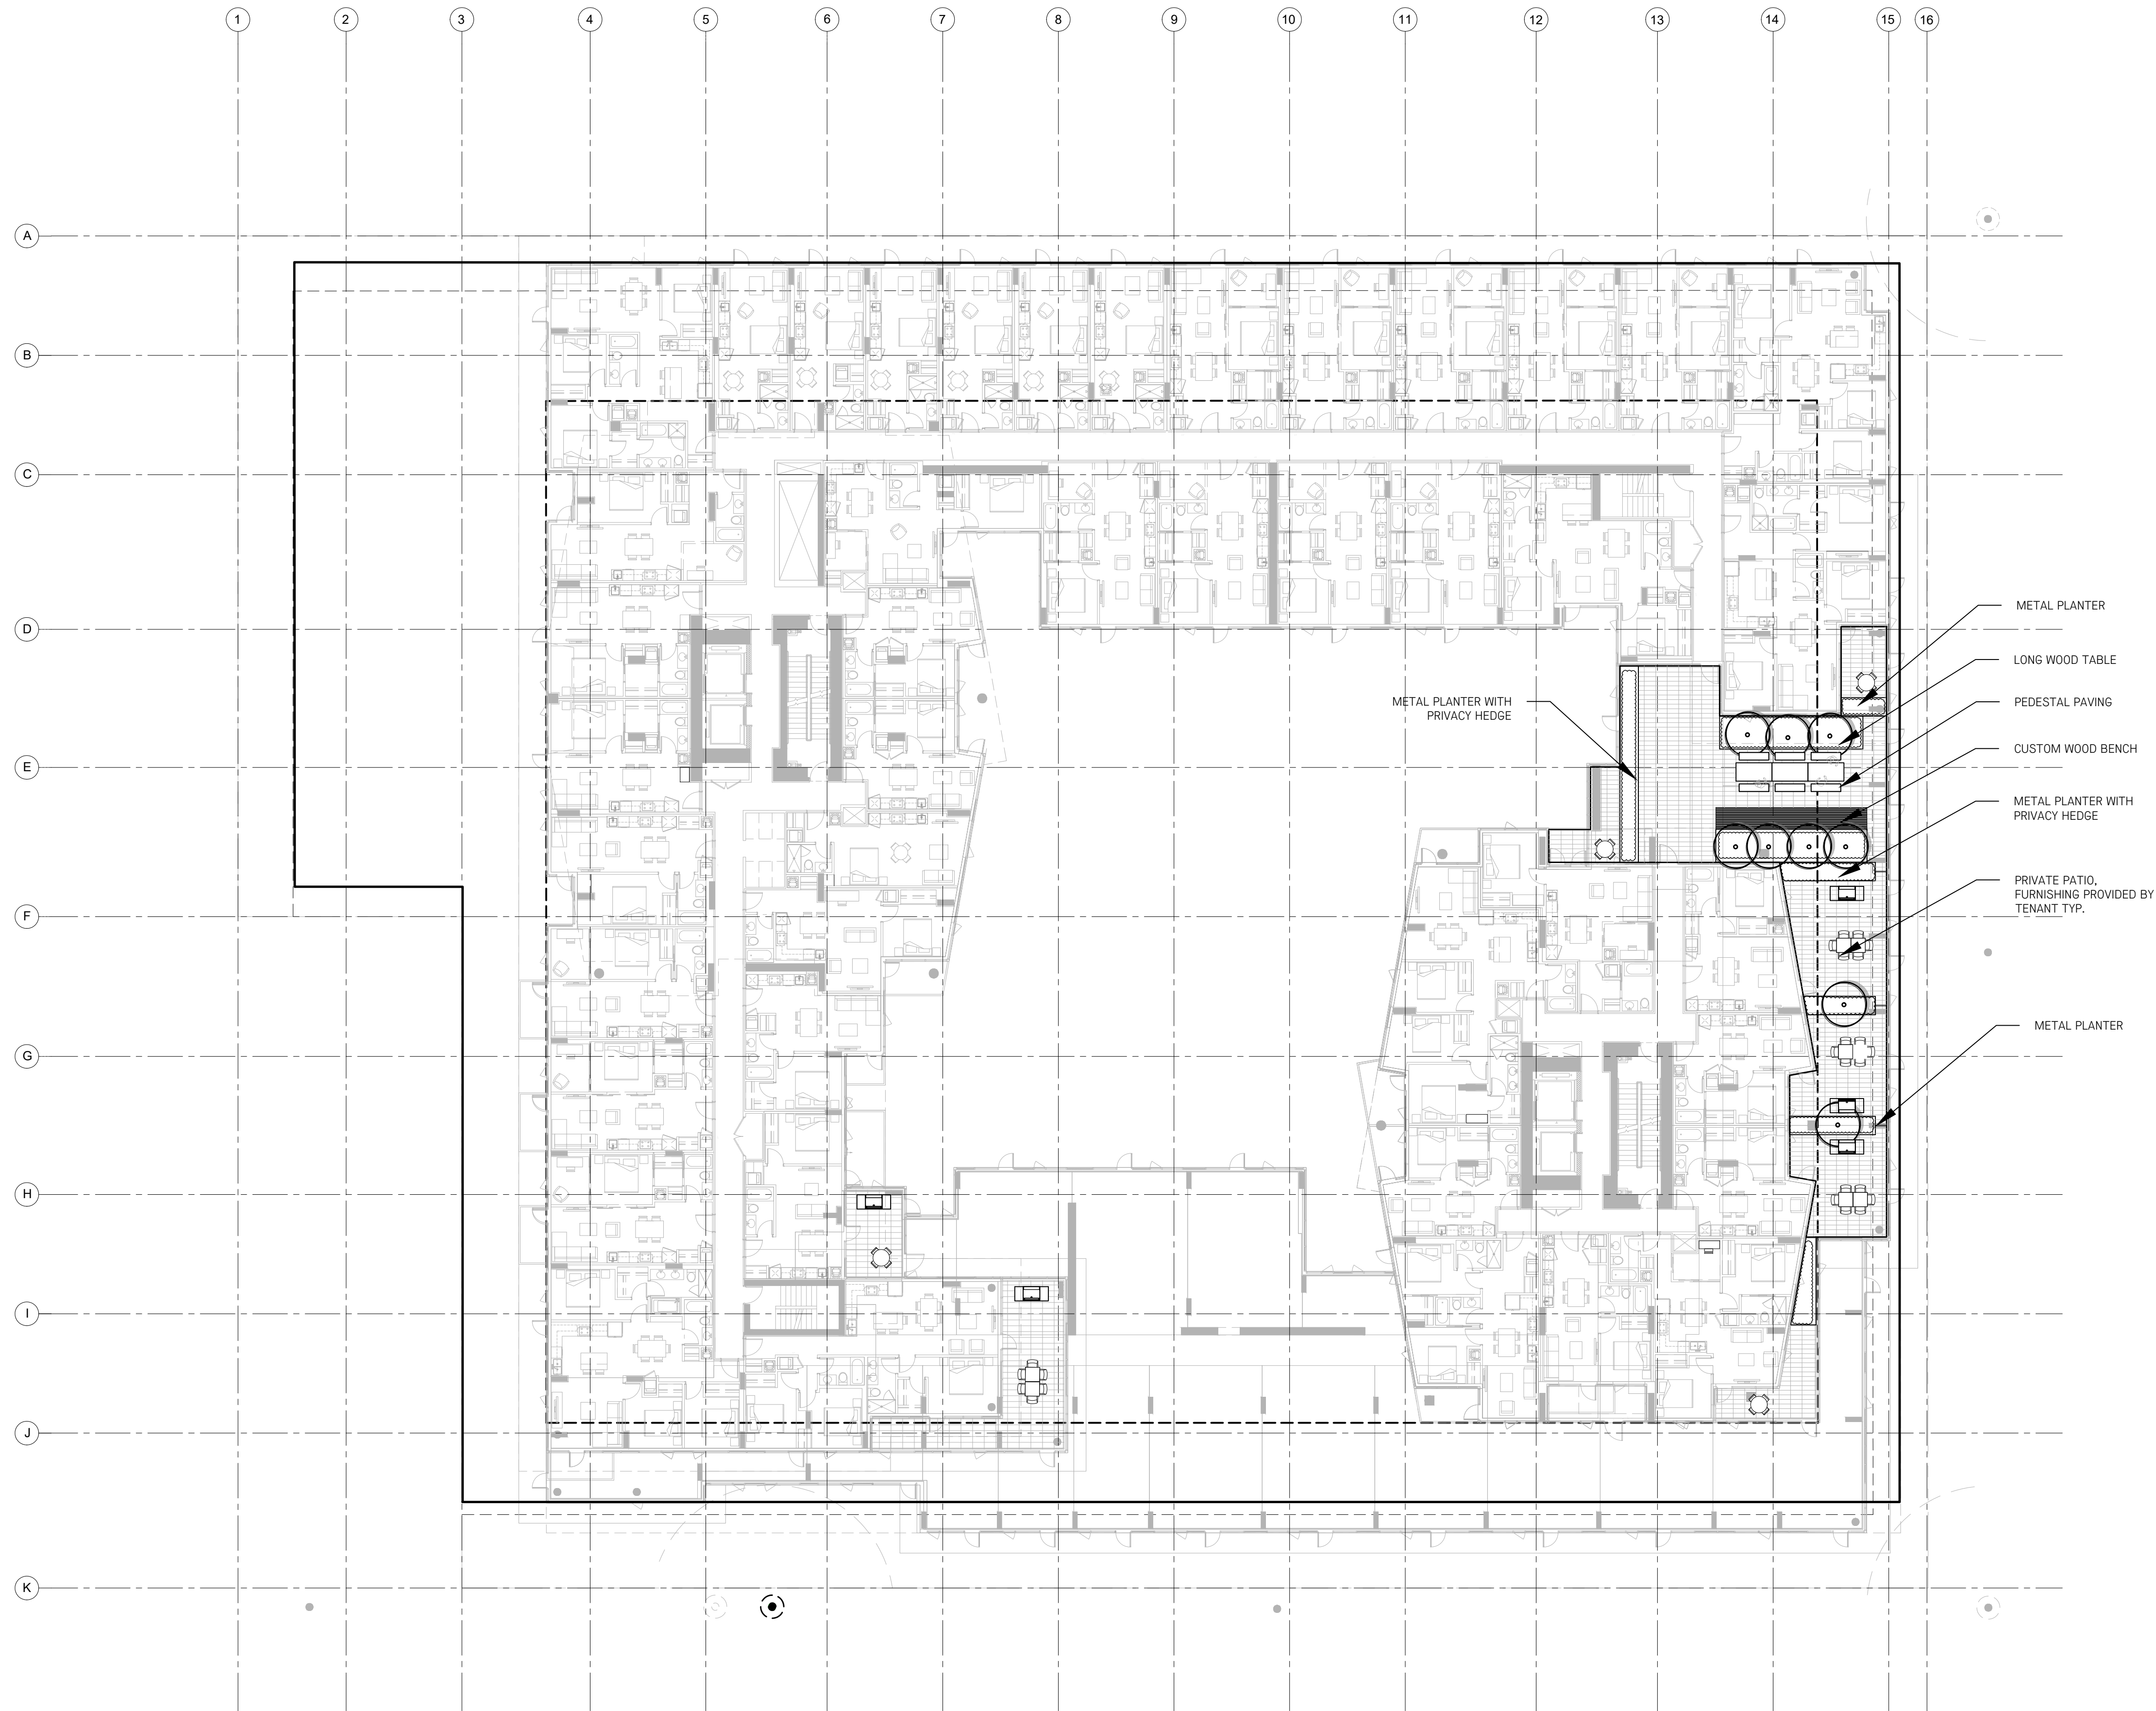 1
2
3
4
5
6
7
8
9
10
11
12
13
14
15
16
A
B
C
D
E
F
G
H
I
J
K
METAL PLANTER
LONG WOOD TABLE
PEDESTAL PAVING
METAL PLANTER WITH
PRIVACY HEDGE
CUSTOM WOOD BENCH
METAL PLANTER WITH
PRIVACY HEDGE
PRIVATE PATIO,
FURNISHING PROVIDED BY
TENANT TYP.
METAL PLANTER